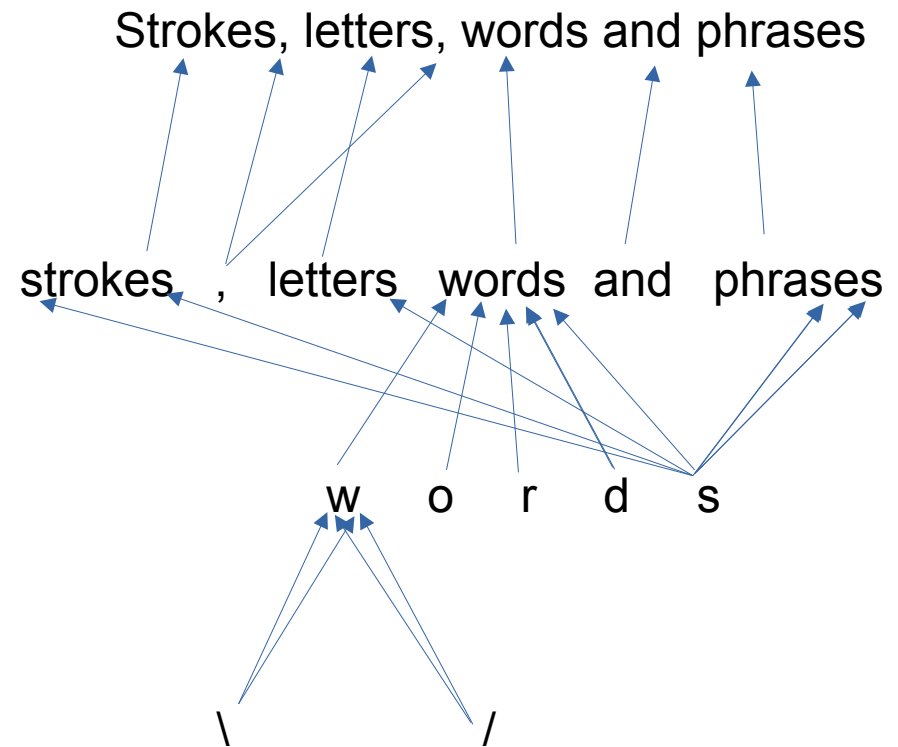 Strokes, letters, words and phrases
strokes , letters words and phrases
w o r d s
\ /